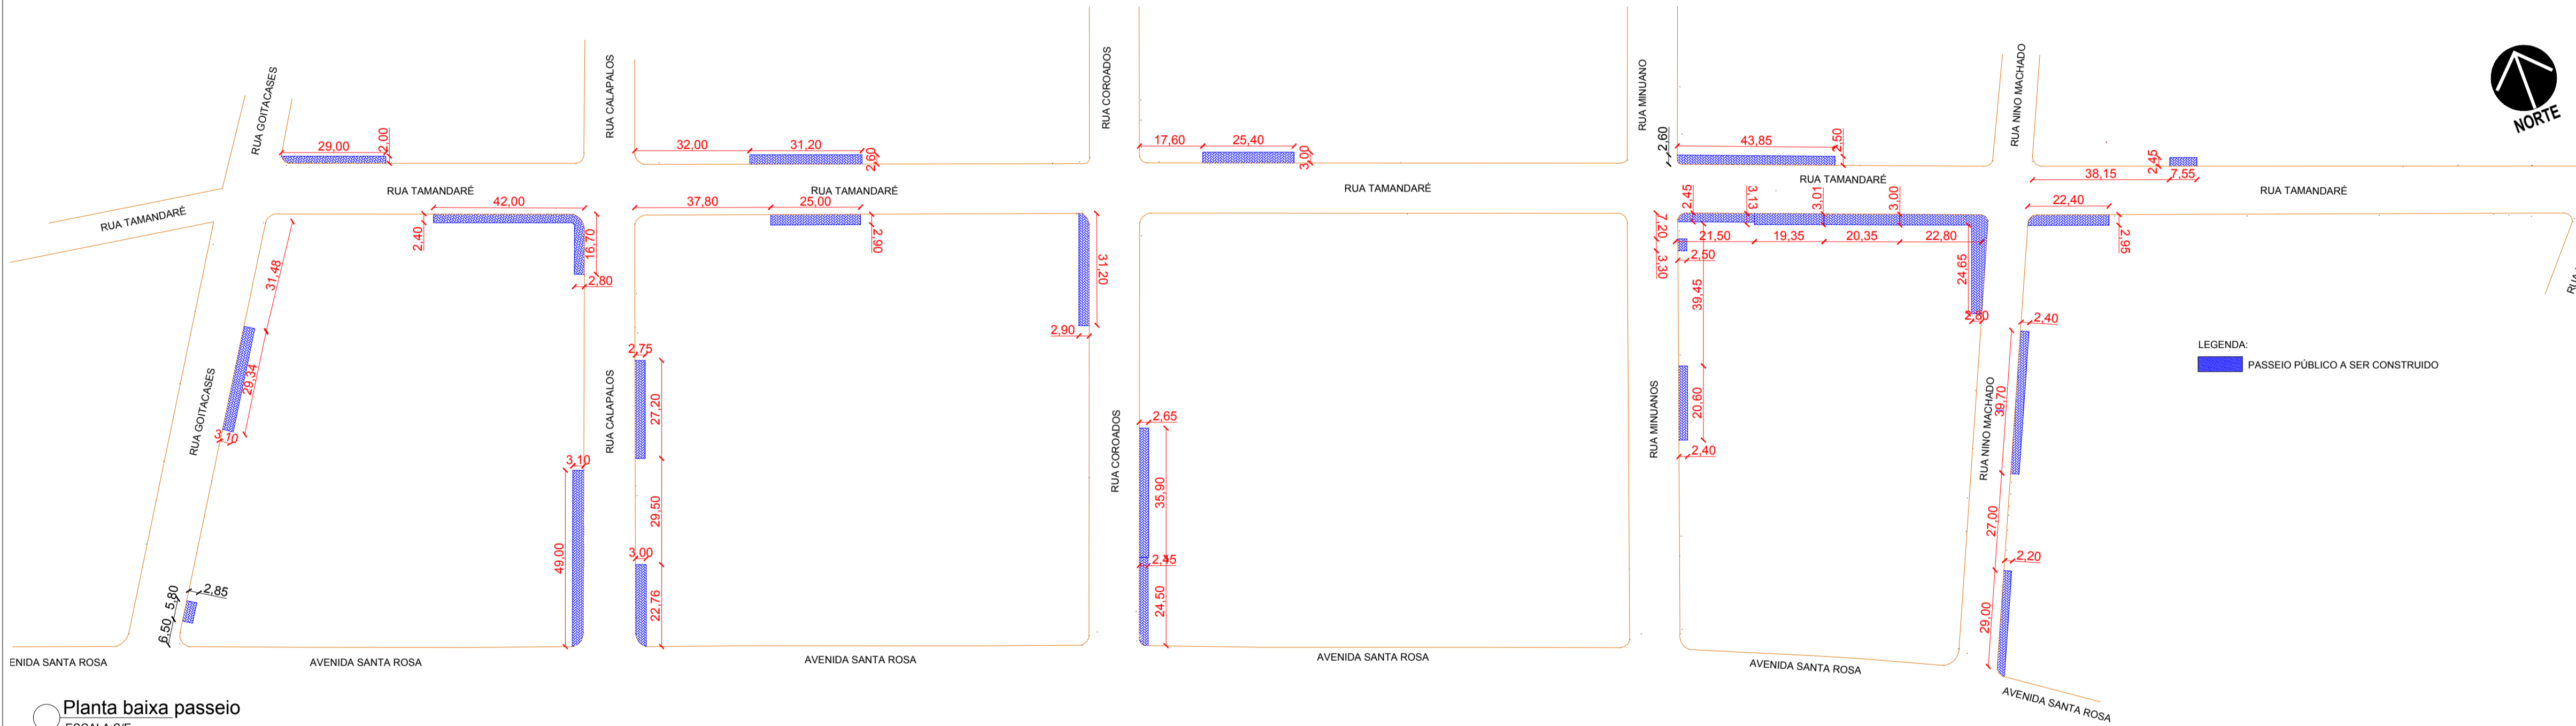 RUA GOITACASES
RUA CALAPALOS
RUA COROADOS
RUA MINUANO
RUA NINO MACHADO
NORTE
29,00
2,00
32,00
31,20
2,60
17,60
25,40
3,00
2,60
43,85
2,50
2,45
38,15
7,55
RUA TAMANDARÉ
RUA TAMANDARÉ
RUA TAMANDARÉ
RUA TAMANDARÉ
RUA TAMANDARÉ
RUA TAMANDARÉ
42,00
2,40
16,70
2,80
37,80
25,00
2,90
31,20
2,90
7,20
2,45
3,13
3,01
3,00
21,50
19,35
20,35
22,80
3,30
2,50
39,45
24,65
2,80
22,40
2,95
31,48
29,34
3,10
RUA GOITACASES
2,75
27,20
RUA CALAPALOS
29,50
3,00
22,76
3,10
49,00
2,65
35,90
RUA COROADOS
2,45
24,50
20,60
2,40
RUA MINUANOS
2,40
39,70
RUA NINO MACHADO
27,00
2,20
29,00
LEGENDA:
PASSEIO PÚBLICO A SER CONSTRUIDO
5,80
2,85
6,50
ENIDA SANTA ROSA
AVENIDA SANTA ROSA
AVENIDA SANTA ROSA
AVENIDA SANTA ROSA
AVENIDA SANTA ROSA
AVENIDA SANTA ROSA
Planta baixa passeio